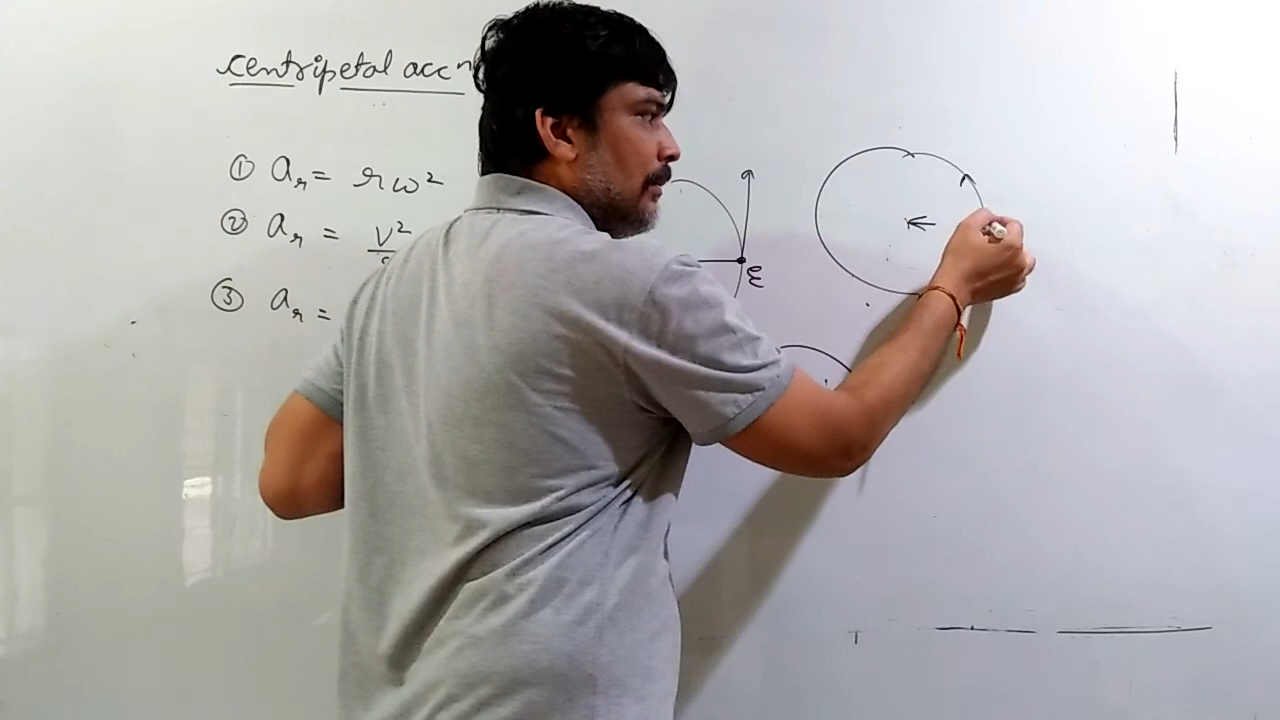 centripetal accⁿ
① aᵣ = rω²
② aᵣ = v²
③ aᵣ =
E